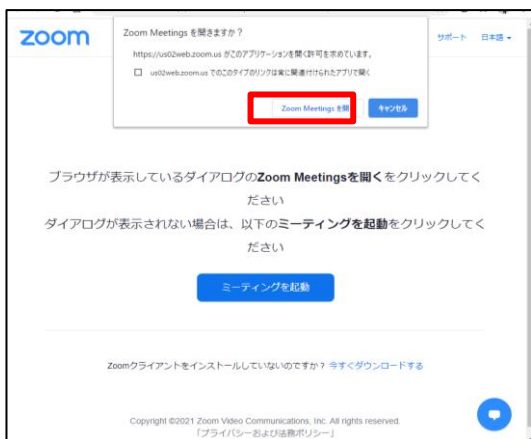 zoom
Zoom Meetings を開きますか？
https://us02web.zoom.us がこのアプリケーションを開く許可を求めています。
us02web.zoom.us でこのタイプのリンクは常に関連付けられたアプリで開く
Zoom Meetings を開
キャンセル
サポート 日本語
ブラウザが表示しているダイアログのZoom Meetingsを開くをクリックしてく
ださい
ダイアログが表示されない場合は、以下のミーティングを起動をクリックしてく
ださい
ミーティングを起動
Zoomクライアントをインストールしていないのですか？ 今すぐダウンロードする
Copyright ©2021 Zoom Video Communications, Inc. All rights reserved.
「プライバシーおよび法務ポリシー」